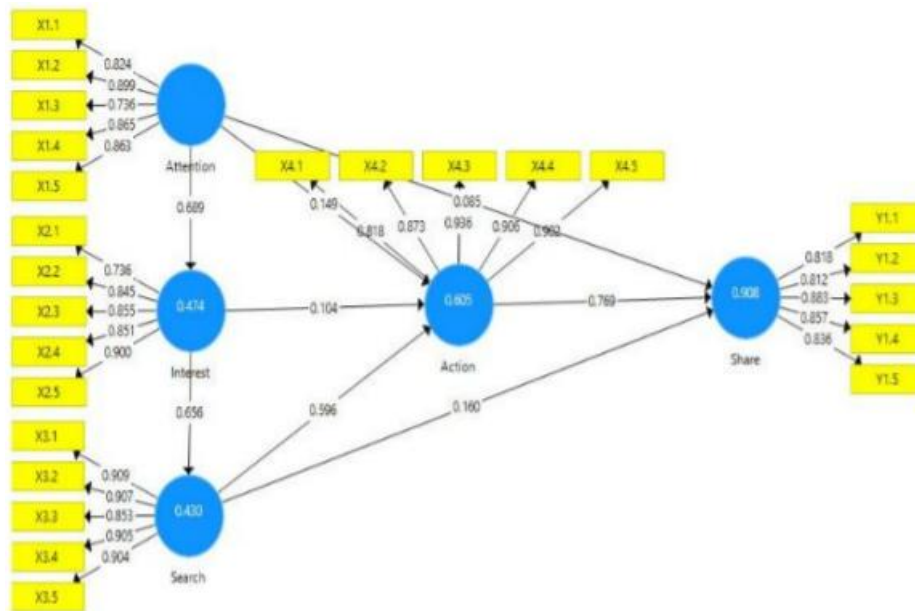 X1.1
0.824
X1.2
0.899
X1.3
0.736
X1.4
0.865
X1.5
0.863
Attention
X4.1
X4.2
X4.3
X4.4
X4.5
0.149
0.818
0.873
0.936
0.085
0.906
0.689
X2.1
0.736
X2.2
0.845
X2.3
0.855
X2.4
0.851
X2.5
0.900
0.474
Interest
0.104
0.605
Action
0.769
0.908
Share
Y1.1
0.818
Y1.2
0.812
Y1.3
0.883
Y1.4
0.857
Y1.5
0.836
0.656
0.596
0.160
X3.1
0.909
X3.2
0.907
X3.3
0.853
X3.4
0.905
X3.5
0.904
0.430
Search